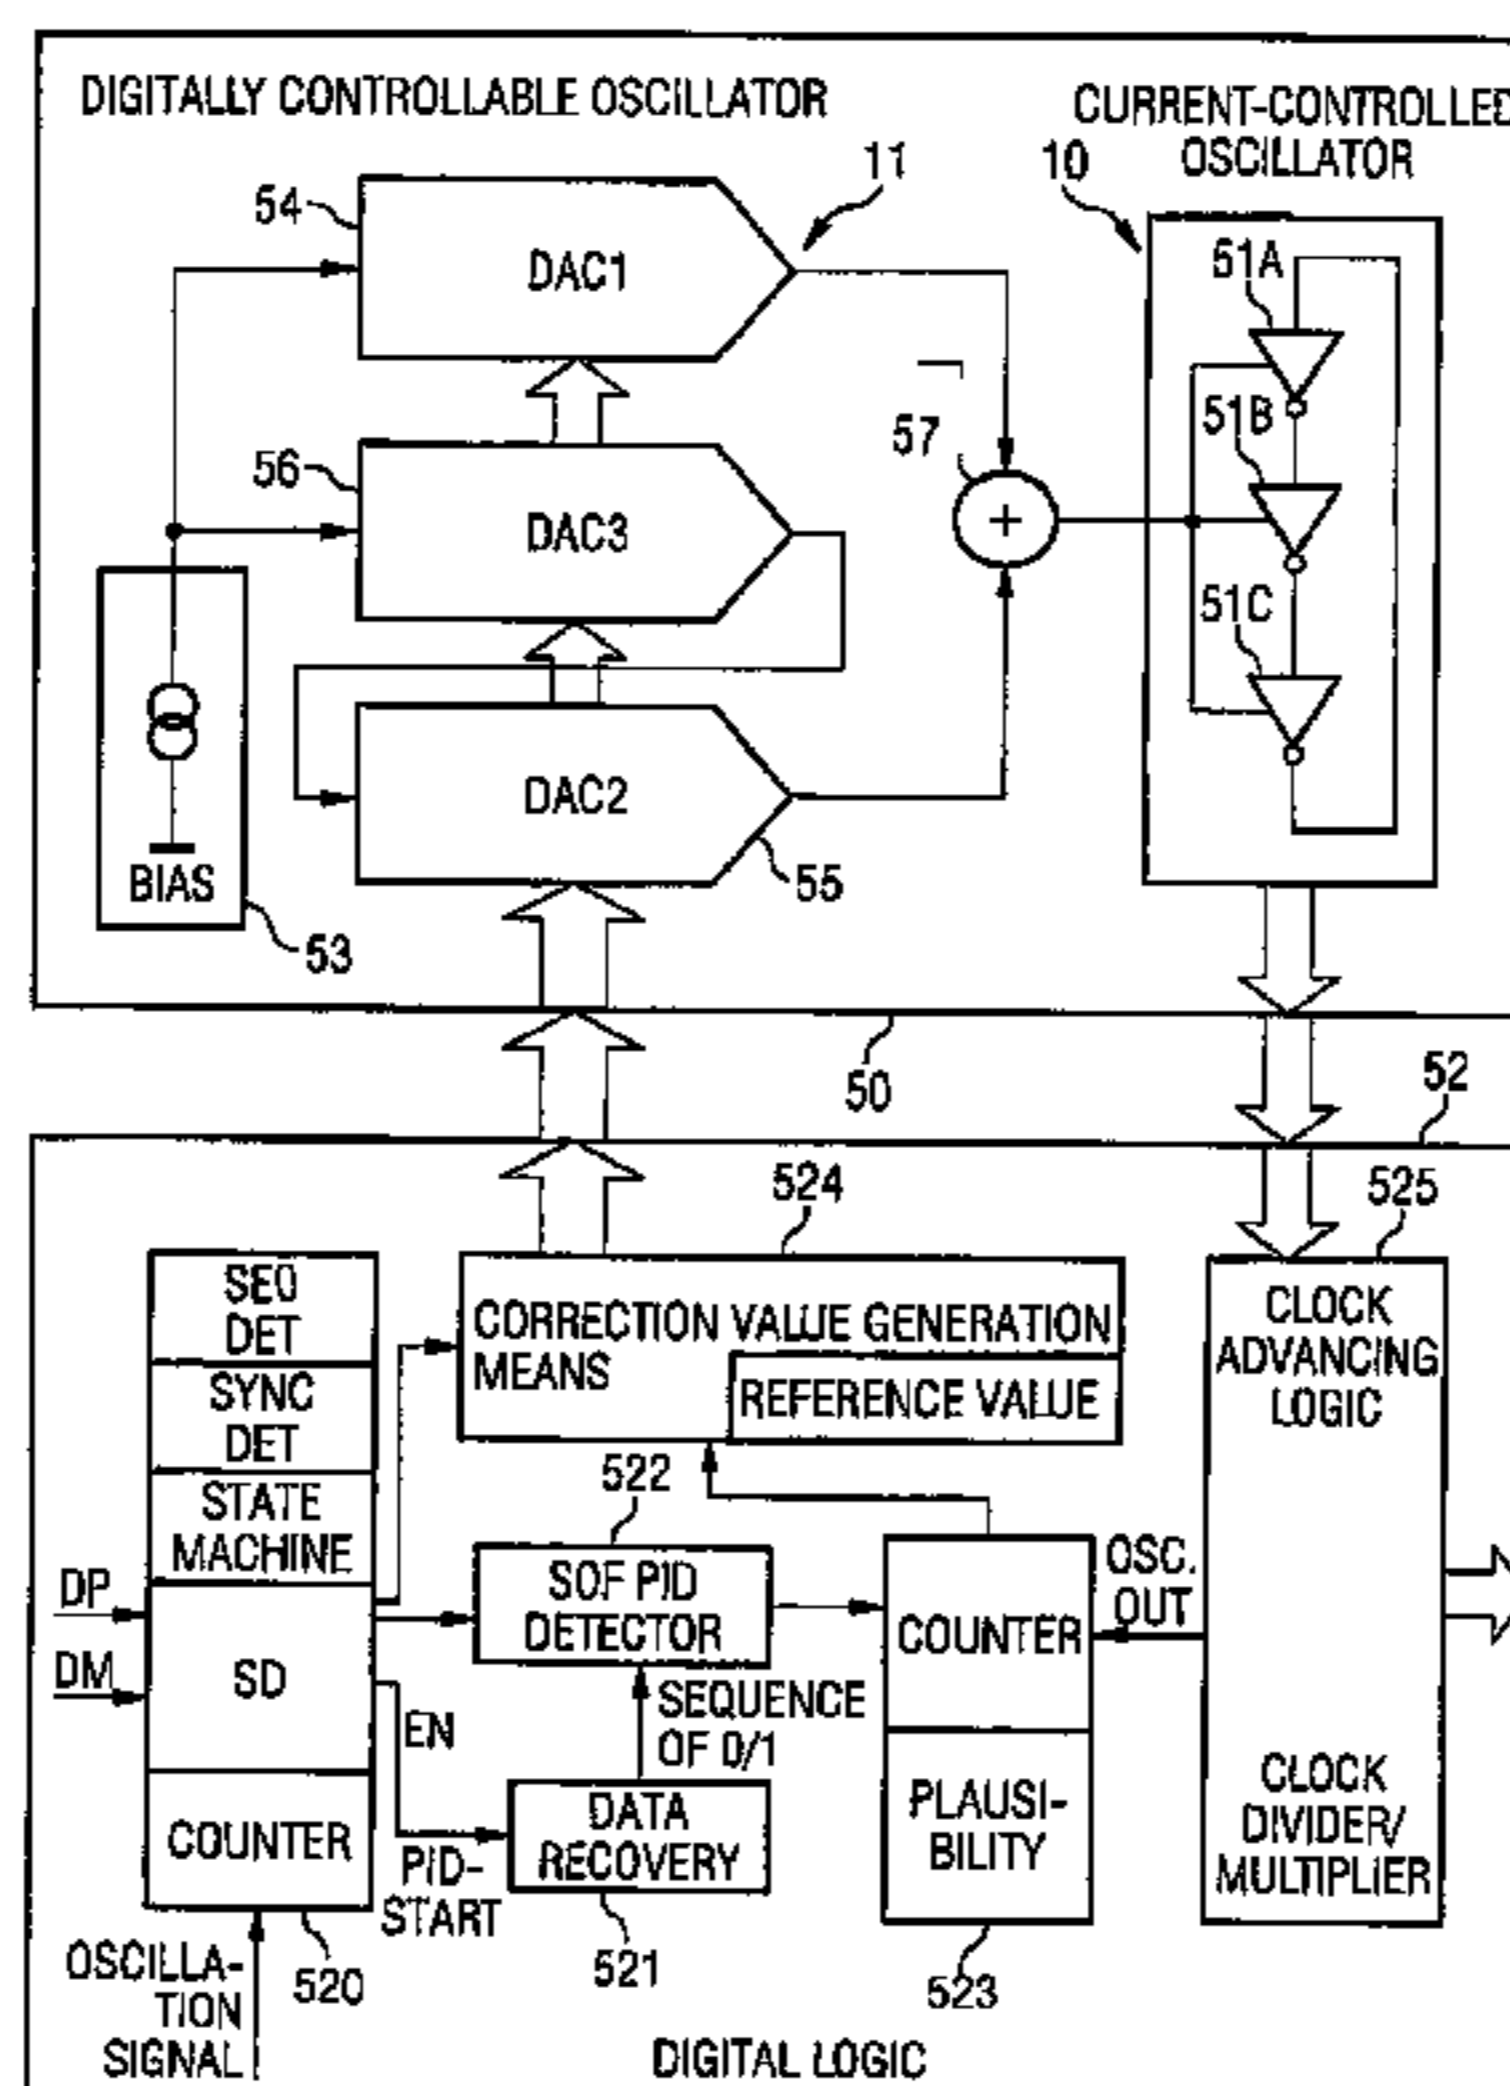 DIGITALLY CONTROLLABLE OSCILLATOR
CURRENT-CONTROLLED
OSCILLATOR
11
10
54
DAC1
51A
51B
57
56
DAC3
+
51C
DAC2
BIAS
55
53
50
52
524
525
SE0
DET
SYNC
DET
STATE
MACHINE
SD
COUNTER
CORRECTION VALUE GENERATION
MEANS
REFERENCE VALUE
CLOCK
ADVANCING
LOGIC
522
DP
DM
SOF PID
DETECTOR
COUNTER
OSC.
OUT
EN
SEQUENCE
OF 0/1
PLAUSI-
BILITY
CLOCK
DIVIDER/
MULTIPLIER
DATA
RECOVERY
PID-
START
520
521
523
OSCILLA-
TION
SIGNAL
DIGITAL LOGIC